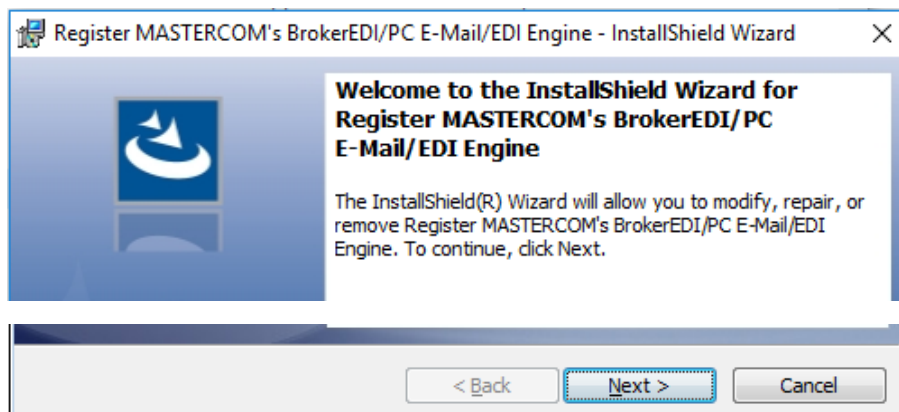 Register MASTERCOM's BrokerEDI/PC E-Mail/EDI Engine - InstallShield Wizard
Welcome to the InstallShield Wizard for
Register MASTERCOM's BrokerEDI/PC
E-Mail/EDI Engine
The InstallShield(R) Wizard will allow you to modify, repair, or
remove Register MASTERCOM's BrokerEDI/PC E-Mail/EDI
Engine. To continue, click Next.
< Back Next > Cancel